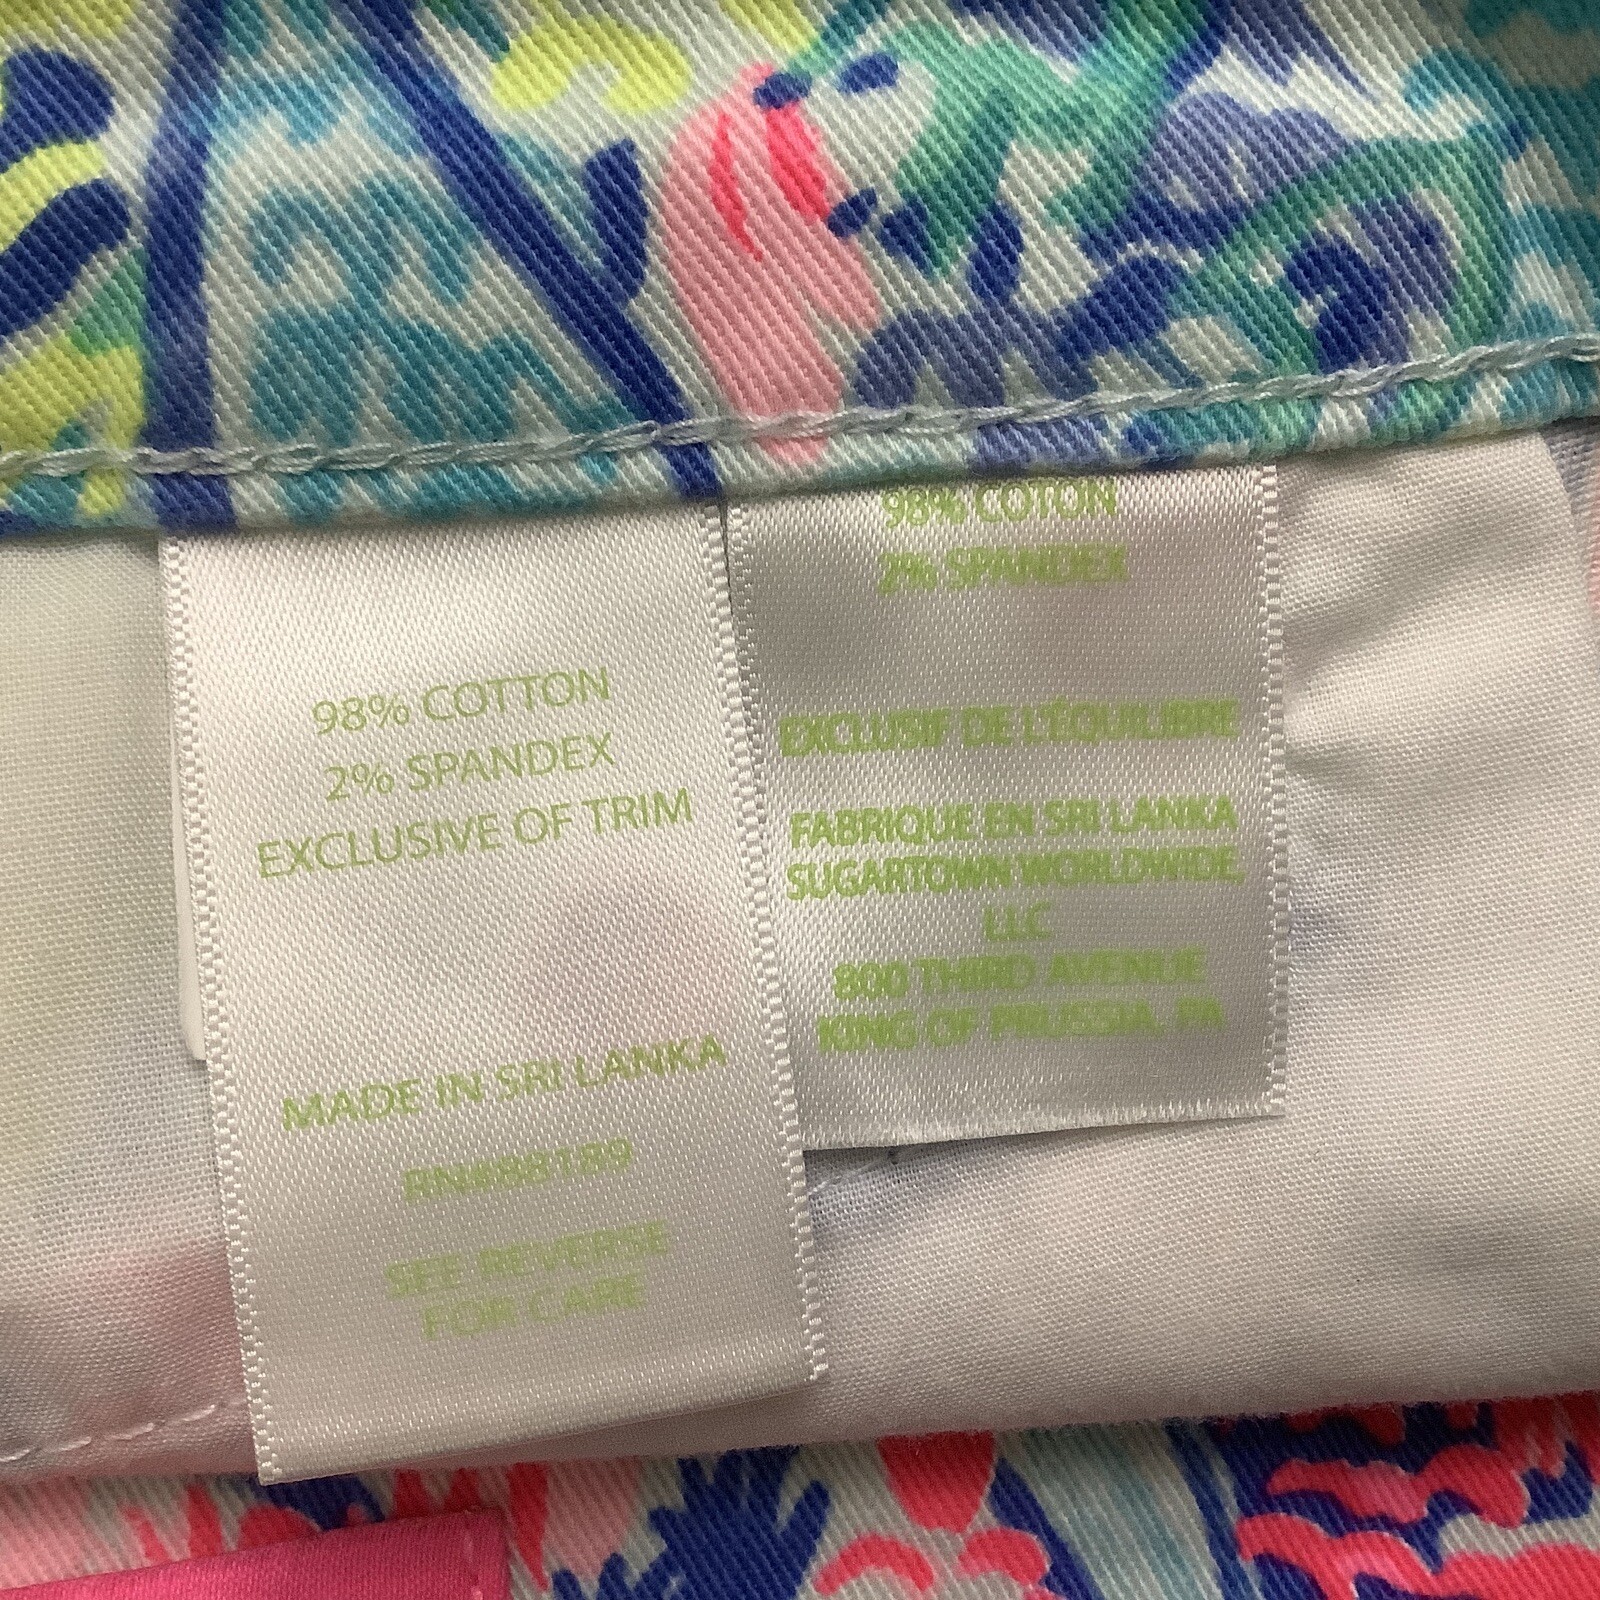 98% COTTON
2% SPANDEX
EXCLUSIVE OF TRIM
MADE IN SRI LANKA
SEE REVERSE
FOR CARE
98% COTON
2% SPANDEX
EXCLUSIF DE L'ÉQUILIBRE
FABRIQUE EN SRI LANKA
SUGARTOWN WORLDWIDE,
LLC
800 THIRD AVENUE
KING OF PRUSSIA, PA